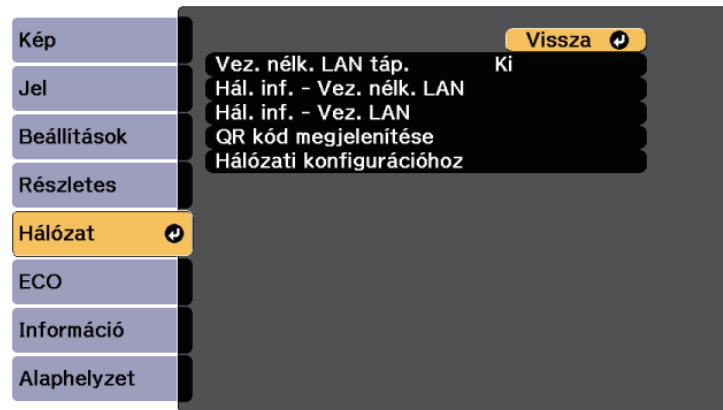 Kép
Jel
Beállítások
Részletes
Hálózat
ECO
Információ
Alaphelyzet
Vissza
Vez. nélk. LAN táp. Ki
Hál. inf. - Vez. nélk. LAN
Hál. inf. - Vez. LAN
QR kód megjelenítése
Hálózati konfigurációhoz